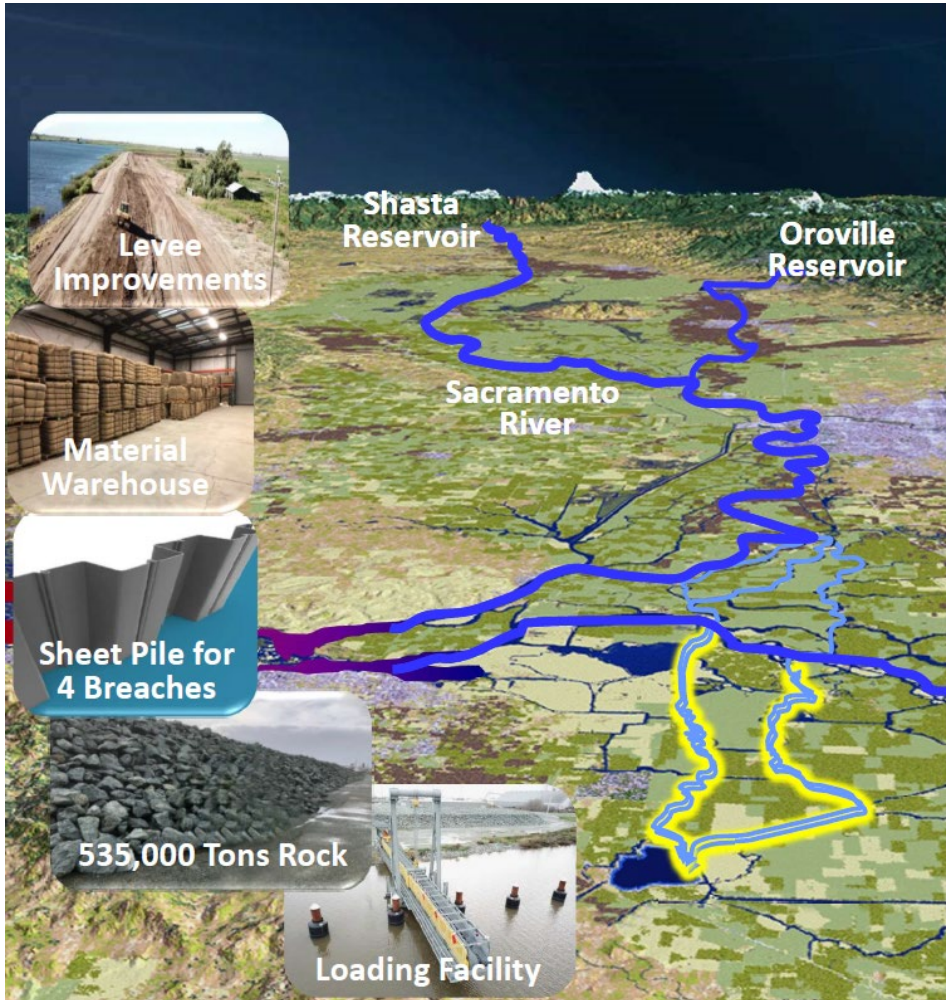 Levee
Improvements
Shasta
Reservoir
Oroville
Reservoir
Sacramento
River
Material
Warehouse
Sheet Pile for
4 Breaches
535,000 Tons Rock
Loading Facility